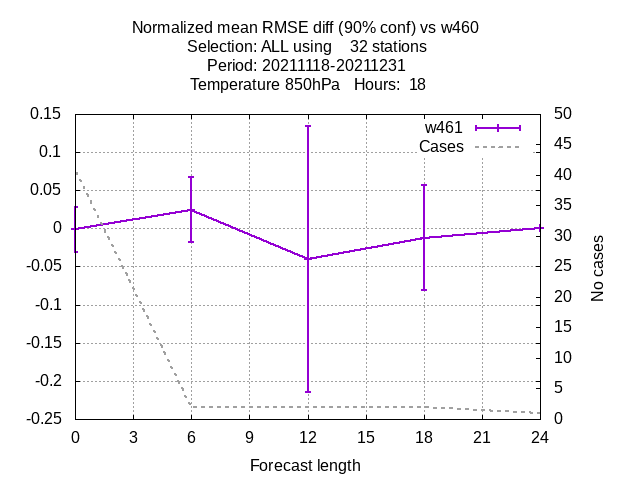 Normalized mean RMSE diff (90% conf) vs w460
Selection: ALL using    32 stations
Period: 20211118-20211231
Temperature 850hPa   Hours:  18
w461
Cases
0.15
0.1
0.05
0
-0.05
-0.1
-0.15
-0.2
-0.25
50
45
40
35
30
25
20
15
10
5
0
No cases
0 3 6 9 12 15 18 21 24
Forecast length